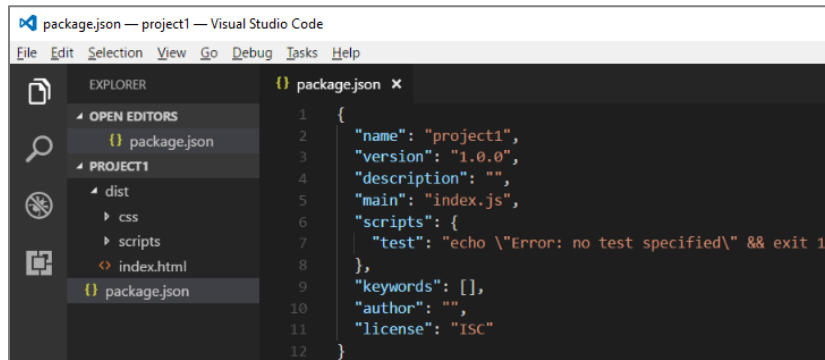 package.json — project1 — Visual Studio Code
File Edit Selection View Go Debug Tasks Help
EXPLORER
OPEN EDITORS
{} package.json
PROJECT1
dist
css
scripts
<> index.html
{} package.json
{} package.json ×
1 {
2 "name": "project1",
3 "version": "1.0.0",
4 "description": "",
5 "main": "index.js",
6 "scripts": {
7 "test": "echo \"Error: no test specified\" && exit 1
8 },
9 "keywords": [],
10 "author": "",
11 "license": "ISC"
12 }